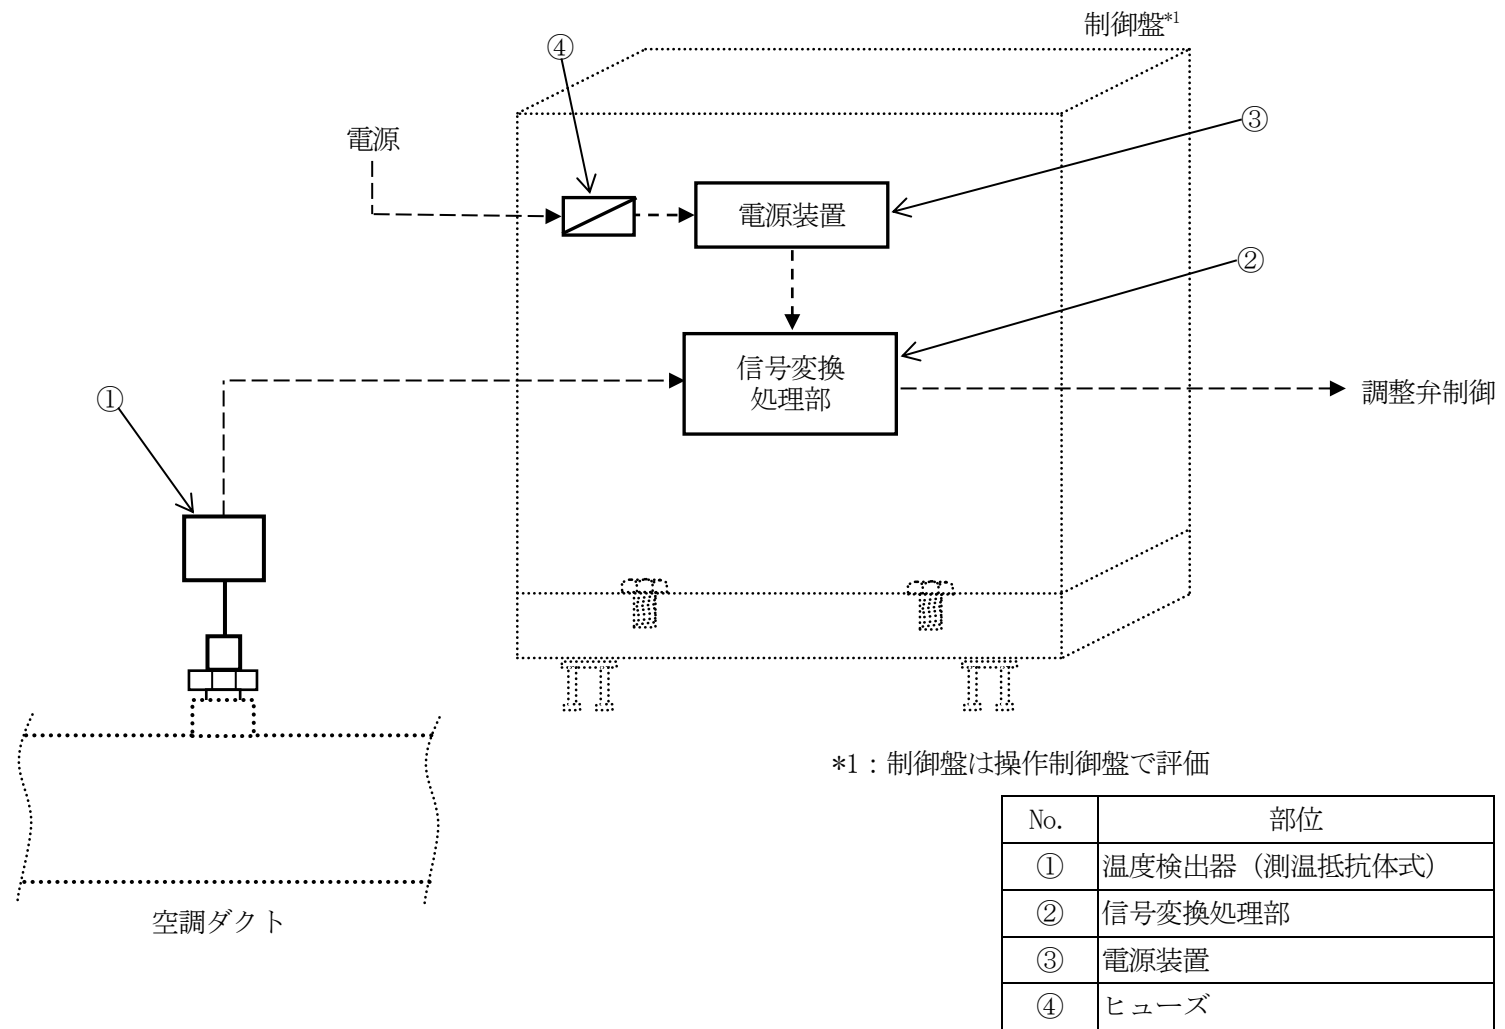 制御盤*1
④
③
電源
電源装置
②
信号変換
処理部
調整弁制御
①
*1：制御盤は操作制御盤で評価
No. 部位
① 温度検出器（測温抵抗体式）
② 信号変換処理部
③ 電源装置
④ ヒューズ
空調ダクト